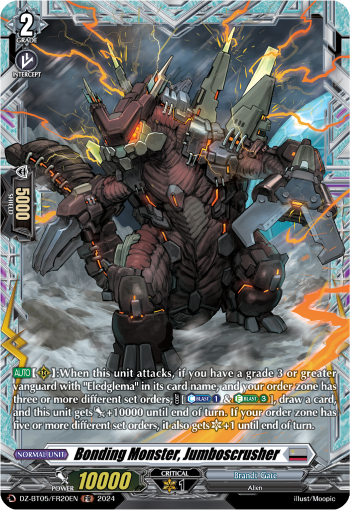 2
GRADE
INTERCEPT
5000
SHIELD
AUTO【(R)】:When this unit attacks, if you have a grade 3 or greater
vanguard with "Eledglema" in its card name, and your order zone has
three or more different set orders, COST [C BLAST 1 & E BLAST 3], draw a card,
and this unit gets +10000 until end of turn. If your order zone has
five or more different set orders, it also gets +1 until end of turn.
NORMAL UNIT
Bonding Monster, Jumboscrusher
POWER 10000
CRITICAL
1
Brandt Gate
Alien
DZ-BT05/FR20EN FR 2024
illust/Moopic